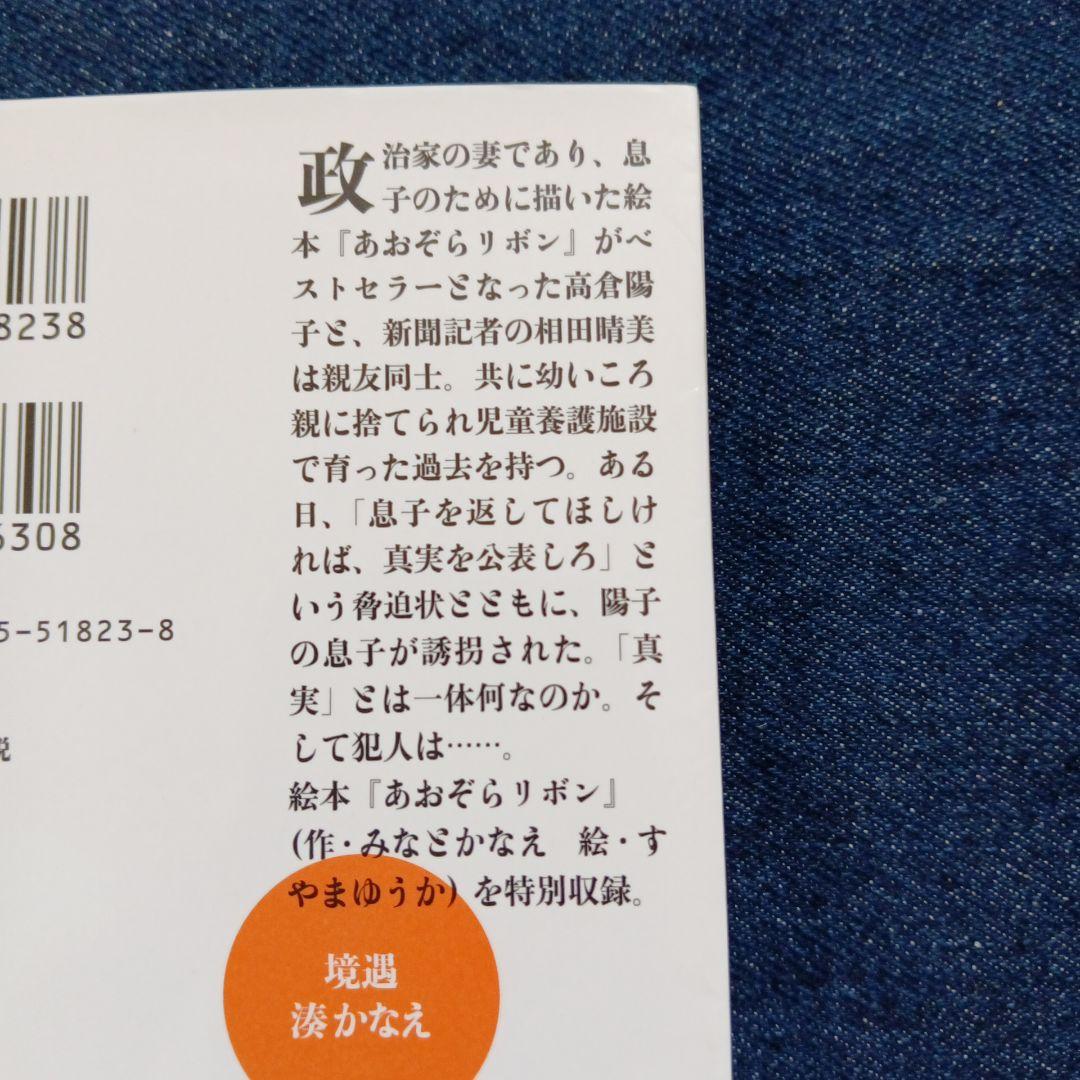 政治家の妻であり、息
子のために描いた絵
本『あおぞらリボン』がベ
ストセラーとなった高倉陽
子と、新聞記者の相田晴美
は親友同士。共に幼いころ
親に捨てられ児童養護施設
で育った過去を持つ。ある
日、「息子を返してほしけ
れば、真実を公表しろ」と
いう脅迫状とともに、陽子
の息子が誘拐された。「真
実」とは一体何なのか。そ
して犯人は……。
絵本『あおぞらリボン』
(作・みなとかなえ　絵・す
やまゆうか)を特別収録。
境遇
湊かなえ
8238
6308
5-51823-8
説